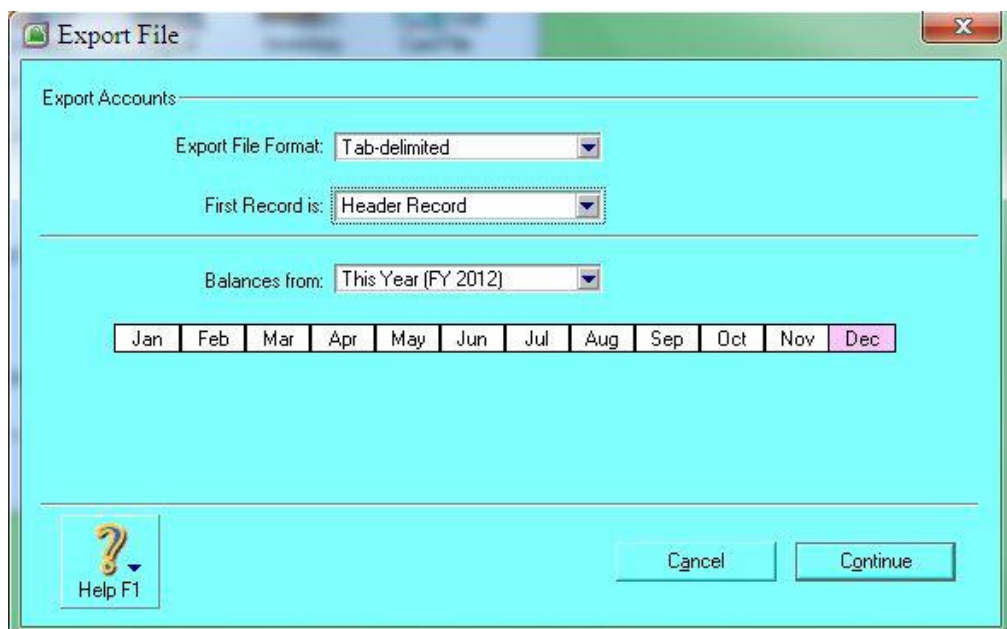 Export File
Export Accounts
Export File Format: Tab-delimited
First Record is: Header Record
Balances from: This Year (FY 2012)
Jan Feb Mar Apr May Jun Jul Aug Sep Oct Nov Dec
Help F1
Cancel Continue